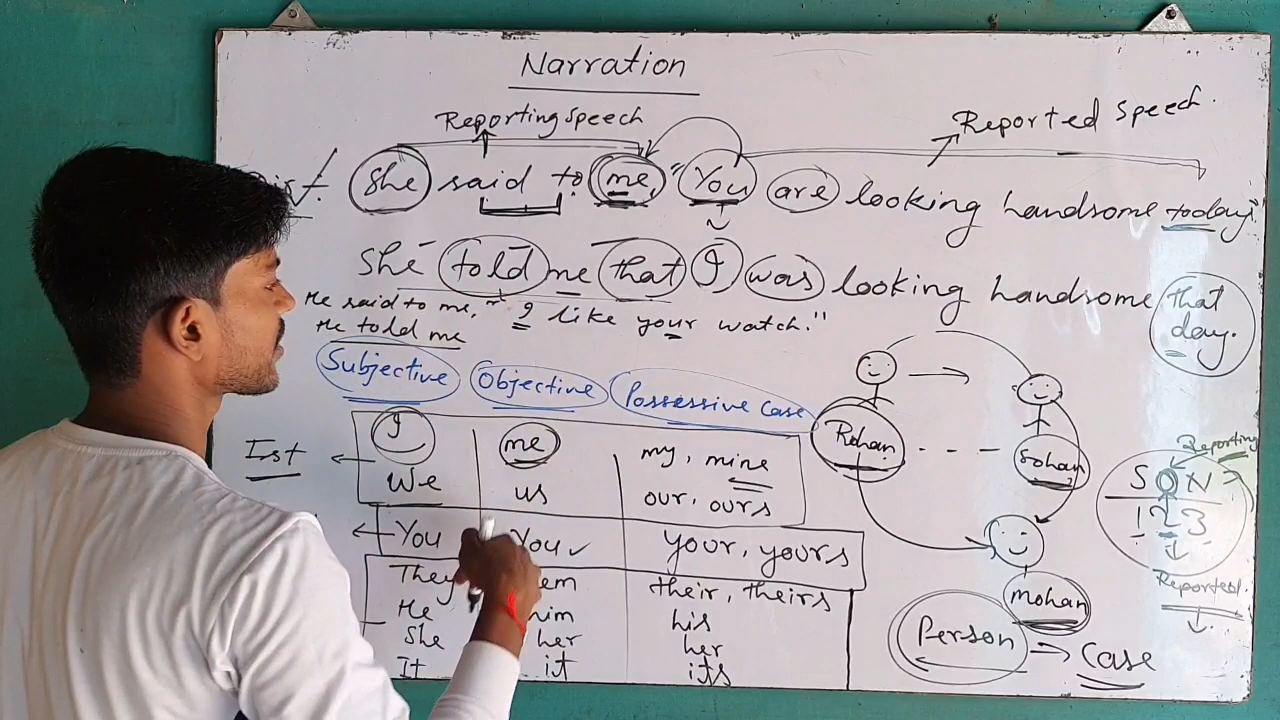 Narration
Reporting speech
Reported speech.
She said to me, "You are looking handsome today."
She told me that I was looking handsome that day.
He said to me, "I like your watch."
He told me
Subjective Objective Possessive Case
Ist I me my, mine
We us our, ours
You You your, yours
They their, theirs
He him his
She her her
It it its
Rohan - - - Sohan
mohan
Person → Case
Reporting
S O N
1 2 3
Reported.